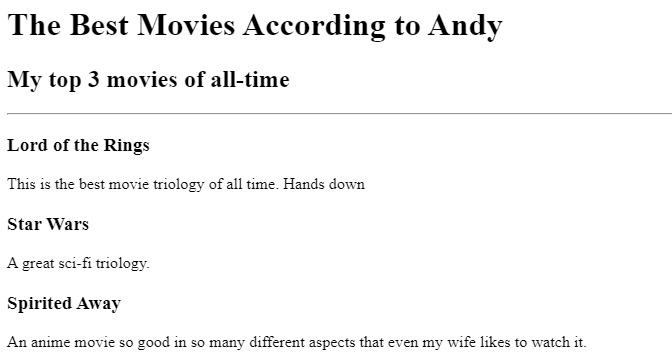 The Best Movies According to Andy
My top 3 movies of all-time
Lord of the Rings
This is the best movie triology of all time. Hands down
Star Wars
A great sci-fi triology.
Spirited Away
An anime movie so good in so many different aspects that even my wife likes to watch it.